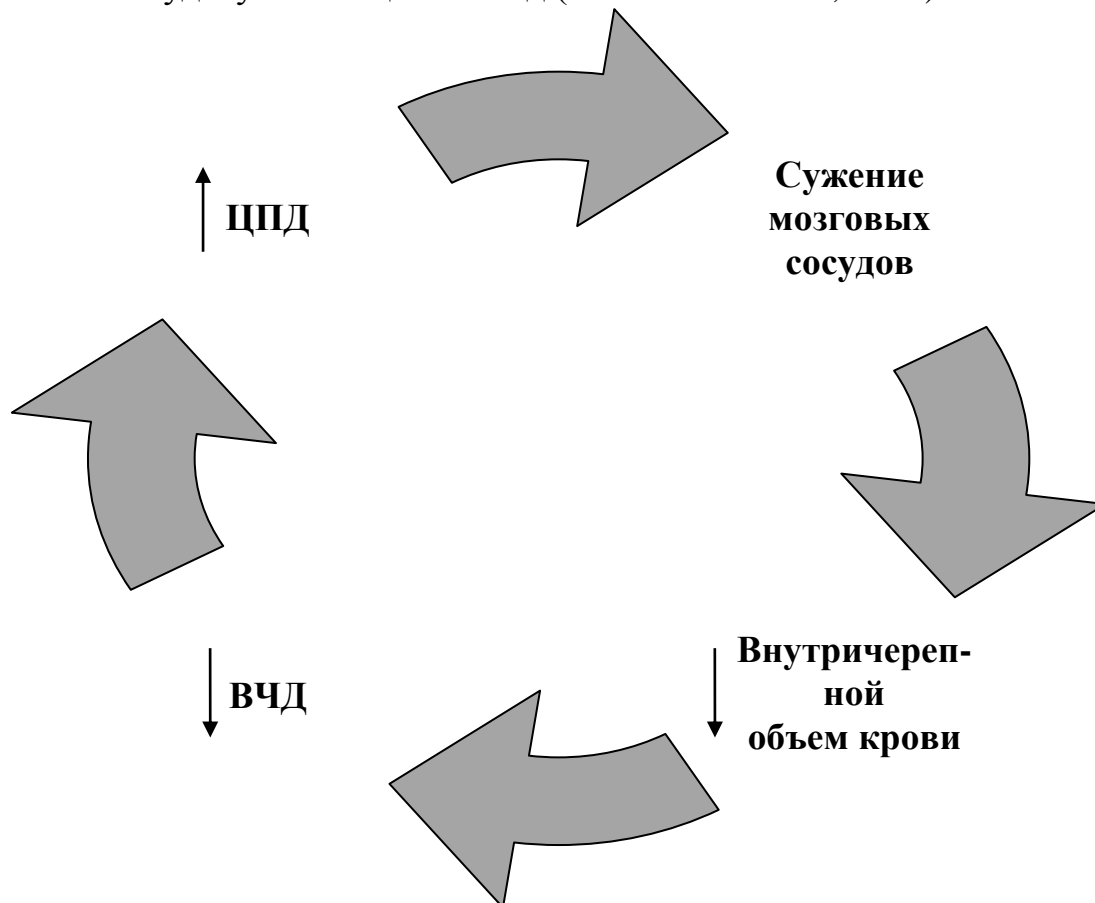 ЦПД
Сужение
мозговых
сосудов
Внутричереп-
ной
объем крови
ВЧД